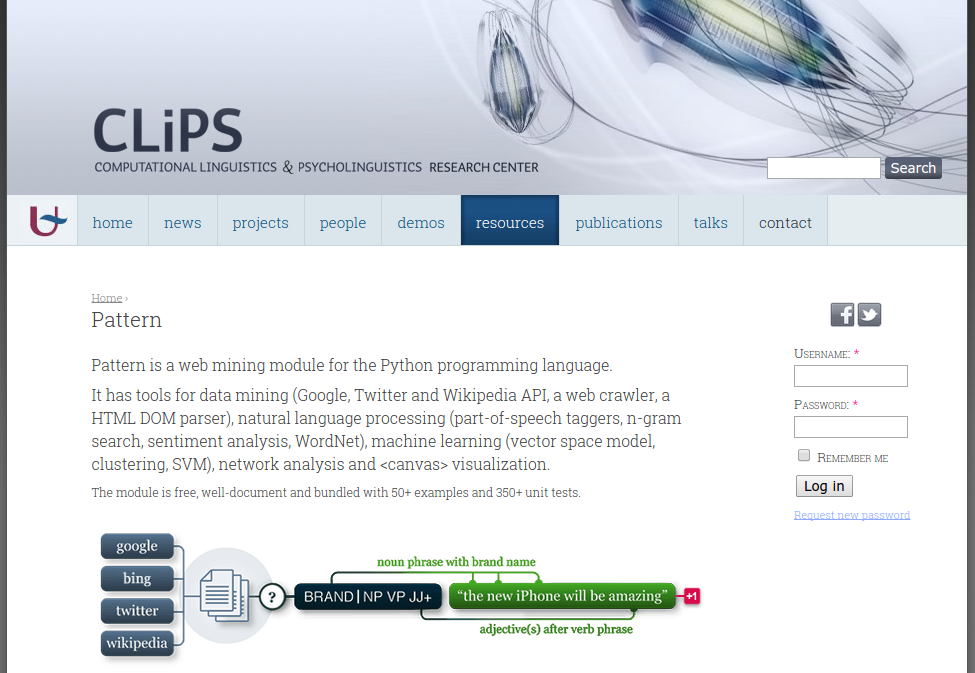 CLiPS
COMPUTATIONAL LINGUISTICS & PSYCHOLINGUISTICS RESEARCH CENTER
Search
home news projects people demos resources publications talks contact
Home ›
Pattern
Pattern is a web mining module for the Python programming language.
It has tools for data mining (Google, Twitter and Wikipedia API, a web crawler, a
HTML DOM parser), natural language processing (part-of-speech taggers, n-gram
search, sentiment analysis, WordNet), machine learning (vector space model,
clustering, SVM), network analysis and <canvas> visualization.
The module is free, well-document and bundled with 50+ examples and 350+ unit tests.
Username: *
Password: *
Remember me
Log in
Request new password
google
bing
twitter
wikipedia
?
noun phrase with brand name
BRAND|NP VP JJ+
“the new iPhone will be amazing”
+1
adjective(s) after verb phrase